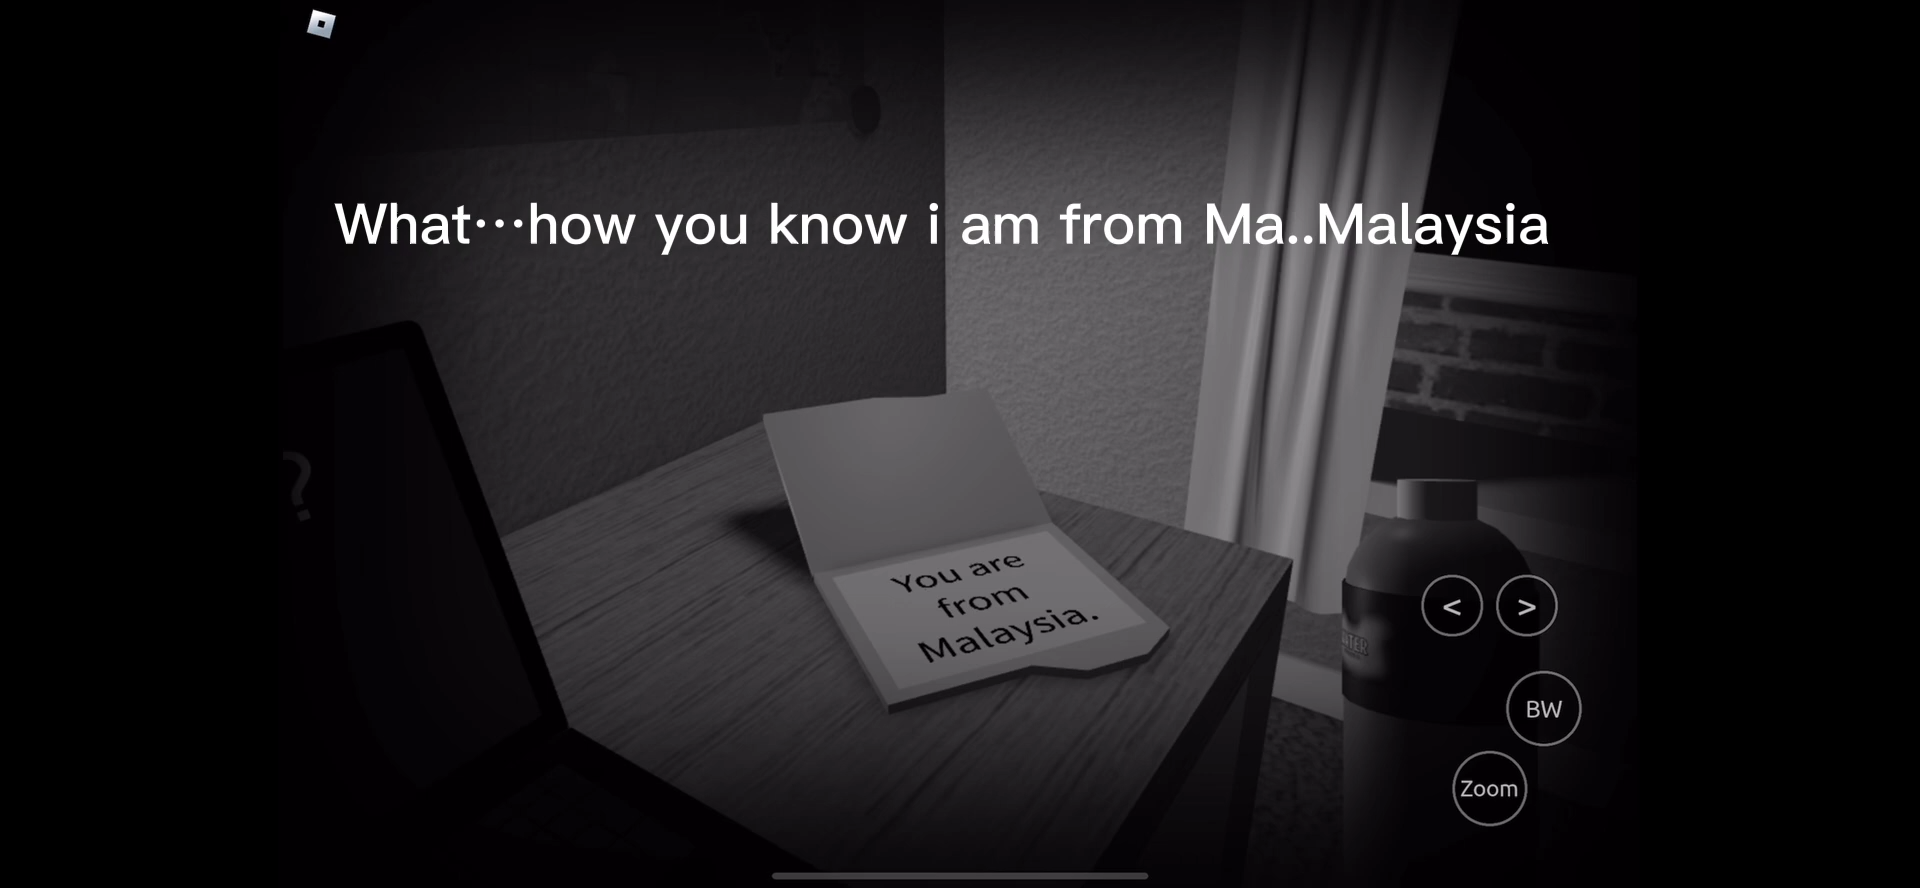 What…how you know i am from Ma..Malaysia
?
You are
from
Malaysia.
< >
BW
Zoom